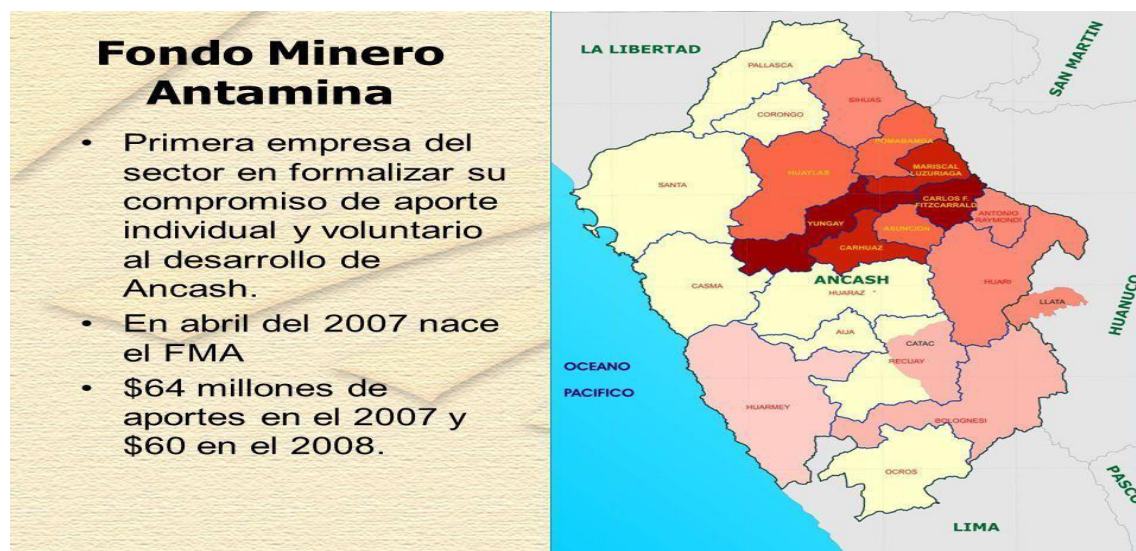 Fondo Minero
Antamina
• Primera empresa del
sector en formalizar su
compromiso de aporte
individual y voluntario
al desarrollo de
Ancash.
• En abril del 2007 nace
el FMA
• $64 millones de
aportes en el 2007 y
$60 en el 2008.
LA LIBERTAD
SAN MARTIN
PALLASCA
SIHUAS
CORONGO
POMABAMBA
MARISCAL
LUZURIAGA
HUAYLAS
SANTA
CARLOS F.
FITZCARRALD
ANTONIO
RAYMONDI
YUNGAY
ASUNCION
CARHUAZ
ANCASH
CASMA
HUARAZ
HUARI
LLATA
HUANUCO
AIJA
CATAC
RECUAY
OCEANO
PACIFICO
HUARMEY
BOLOGNESI
OCROS
PASCO
LIMA